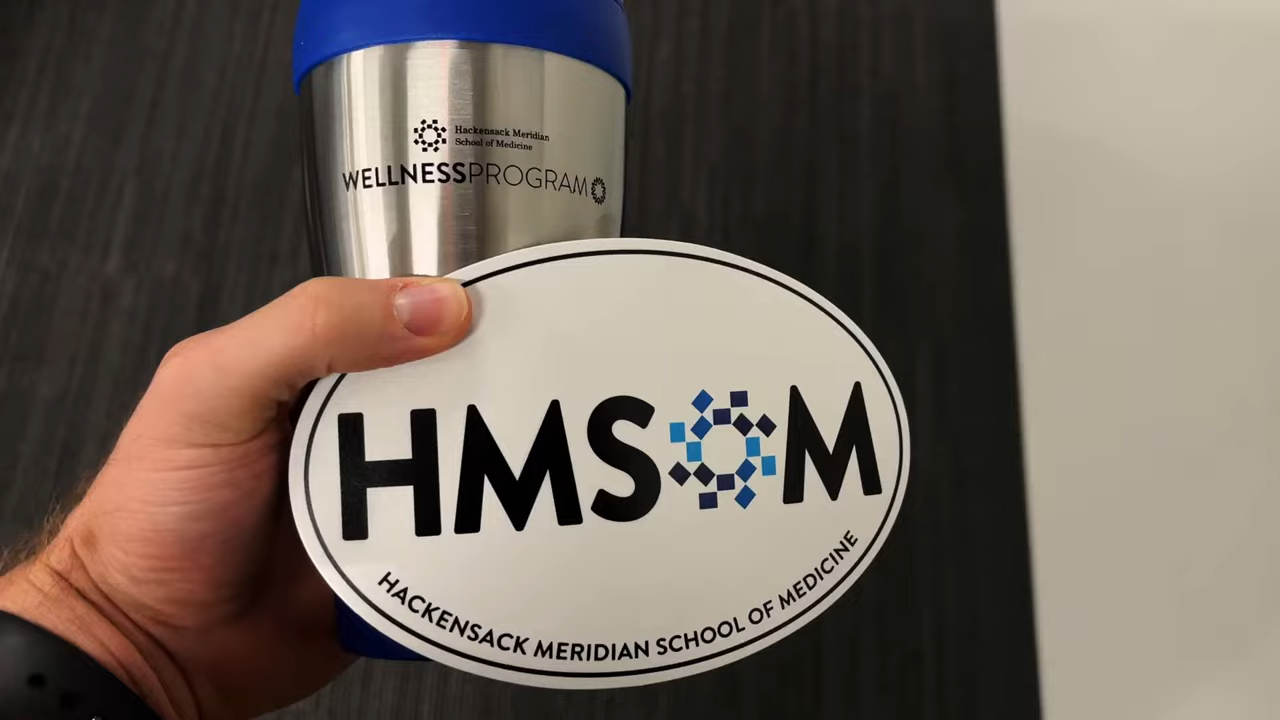 Hackensack Meridian
School of Medicine
WELLNESSPROGRAM
HMSOM
HACKENSACK MERIDIAN SCHOOL OF MEDICINE